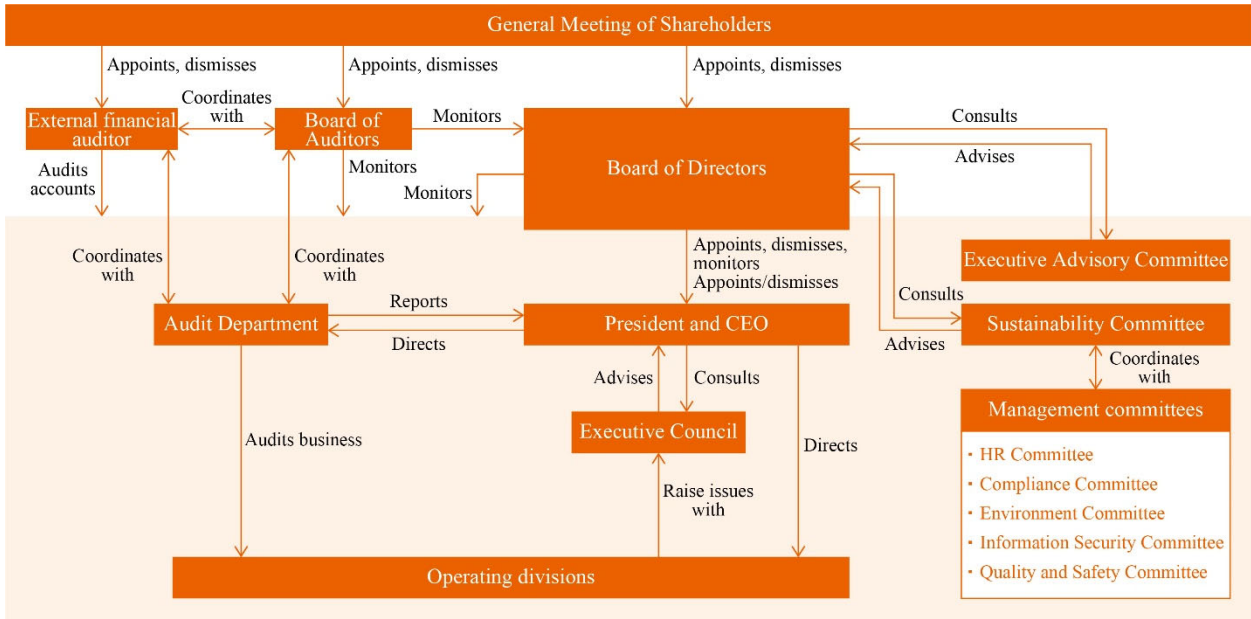 General Meeting of Shareholders
Appoints, dismisses
Appoints, dismisses
Appoints, dismisses
External financial
auditor
Coordinates
with
Board of
Auditors
Monitors
Board of Directors
Consults
Advises
Audits
accounts
Monitors
Monitors
Coordinates
with
Coordinates
with
Appoints, dismisses,
monitors
Appoints/dismisses
Executive Advisory Committee
Consults
Audit Department
Reports
Directs
President and CEO
Advises
Sustainability Committee
Coordinates
with
Advises
Consults
Management committees
Executive Council
Audits business
Directs
・HR Committee
・Compliance Committee
・Environment Committee
・Information Security Committee
・Quality and Safety Committee
Raise issues
with
Operating divisions